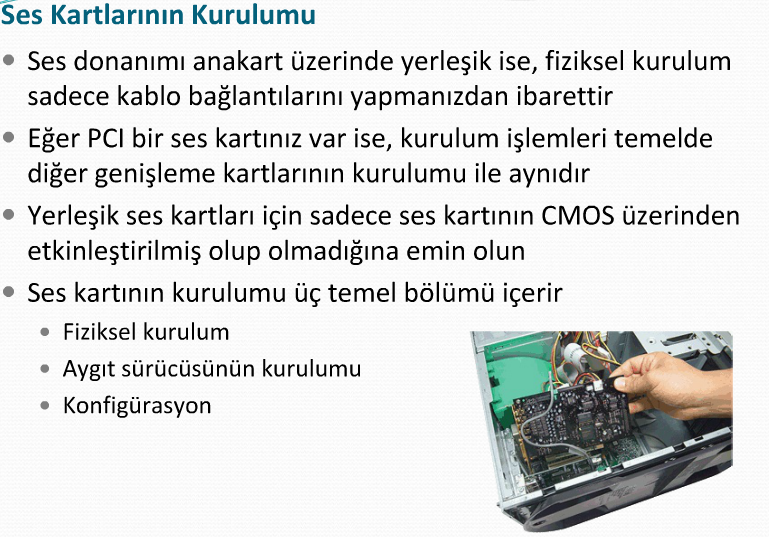 Ses Kartlarının Kurulumu
• Ses donanımı anakart üzerinde yerleşik ise, fiziksel kurulum
sadece kablo bağlantılarını yapmanızdan ibarettir
• Eğer PCI bir ses kartınız var ise, kurulum işlemleri temelde
diğer genişleme kartlarının kurulumu ile aynıdır
• Yerleşik ses kartları için sadece ses kartının CMOS üzerinden
etkinleştirilmiş olup olmadığına emin olun
• Ses kartının kurulumu üç temel bölümü içerir
• Fiziksel kurulum
• Aygıt sürücüsünün kurulumu
• Konfigürasyon